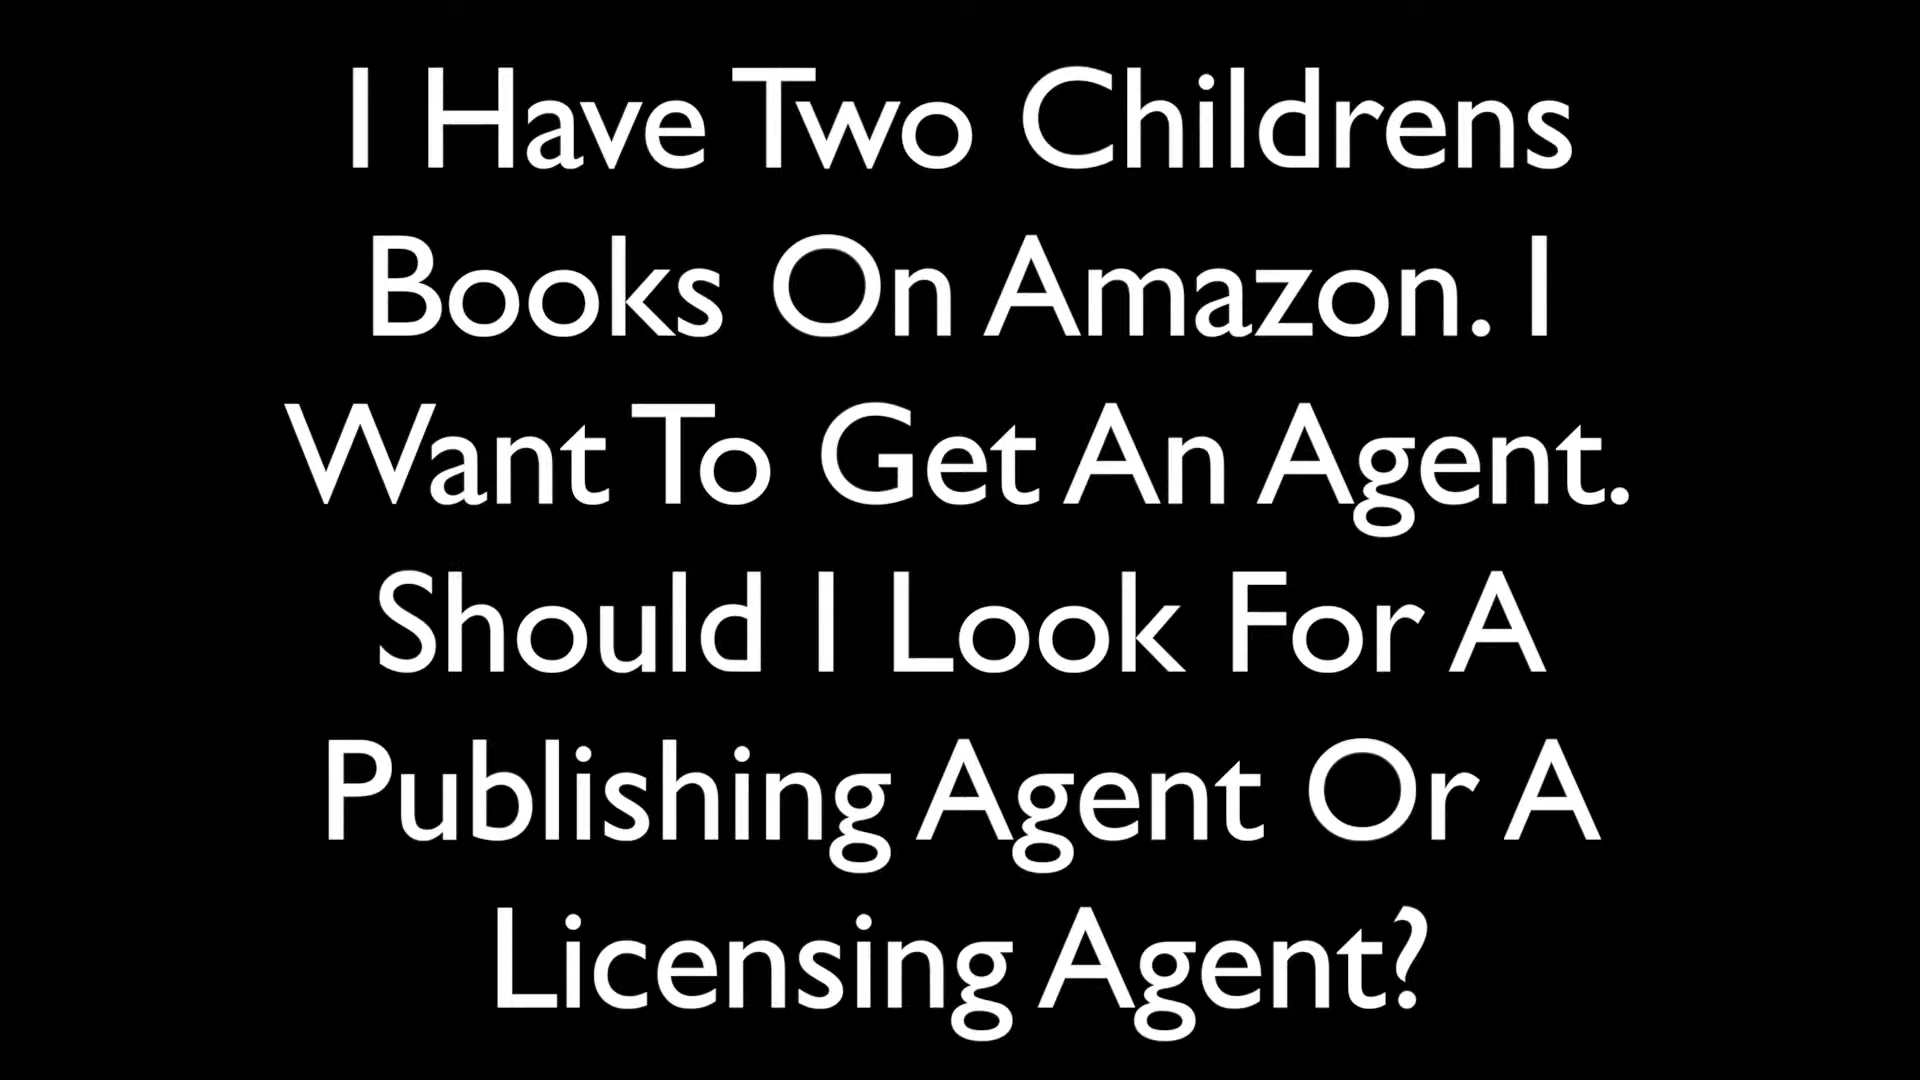 I Have Two Childrens
Books On Amazon. I
Want To Get An Agent.
Should I Look For A
Publishing Agent Or A
Licensing Agent?